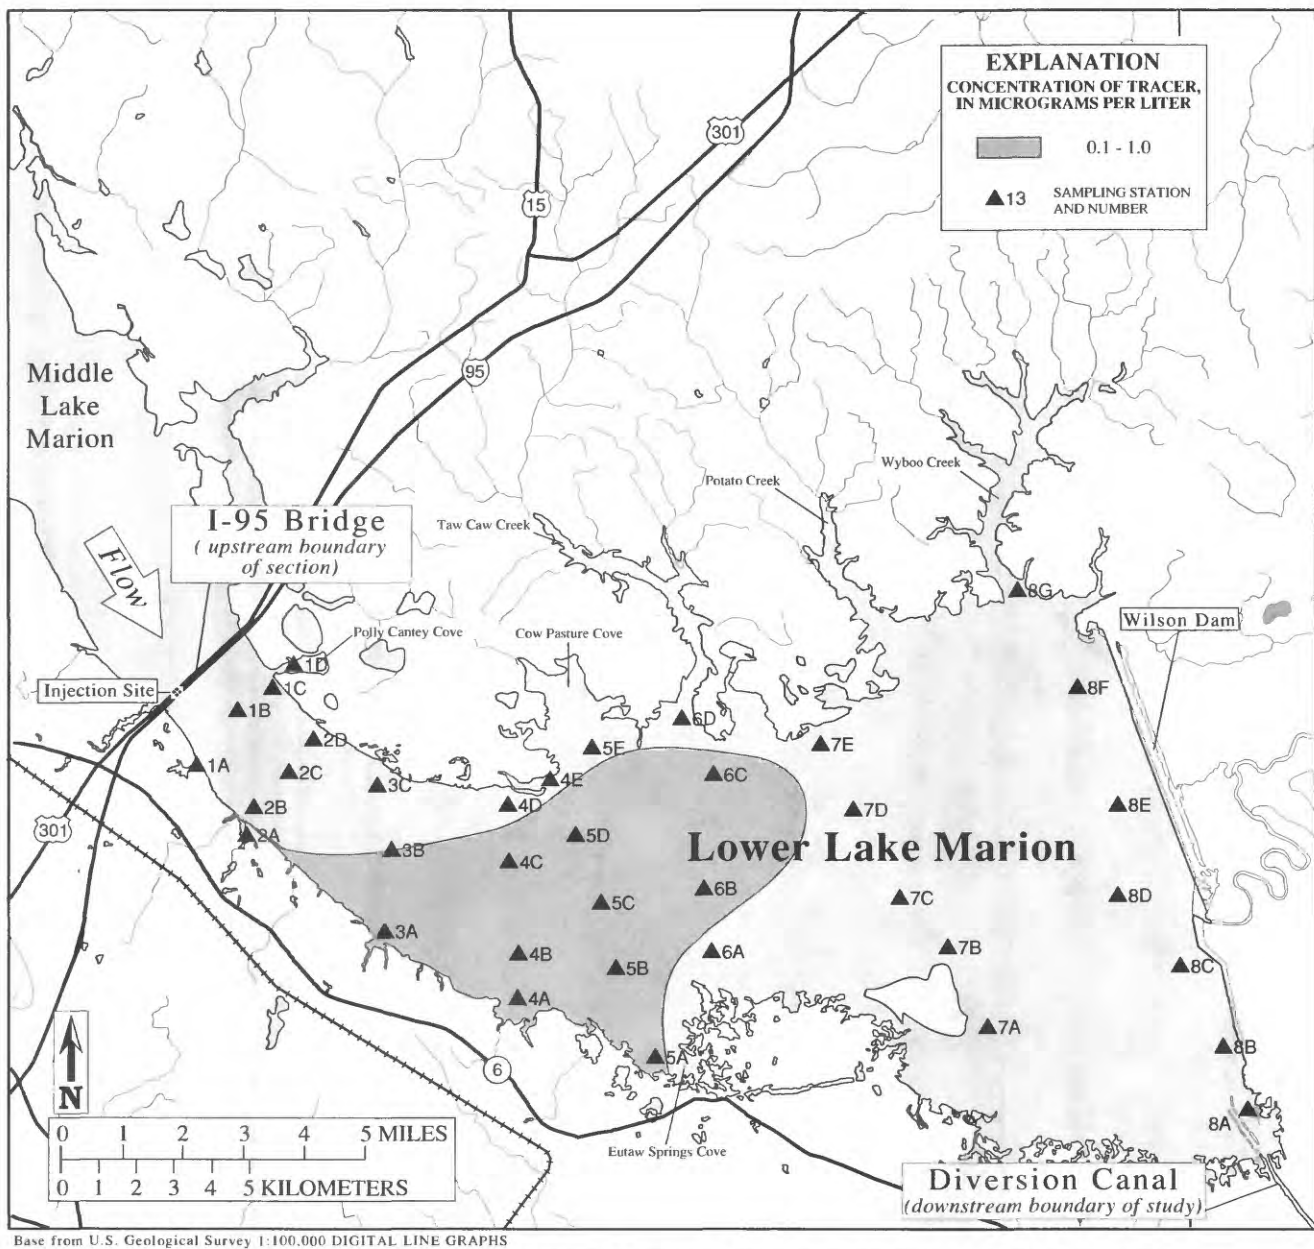 EXPLANATION
CONCENTRATION OF TRACER,
IN MICROGRAMS PER LITER
0.1 - 1.0
13 SAMPLING STATION
AND NUMBER
301
15
95
Middle
Lake
Marion
Wyboo Creek
Potato Creek
Taw Caw Creek
I-95 Bridge
( upstream boundary
of section)
Flow
8G
Wilson Dam
Polly Cantey Cove
Cow Pasture Cove
1D
Injection Site
1C
8F
1B
6D
2D
5E
7E
1A
2C
6C
3C
4E
2B
4D
7D
8E
301
2A
5D
3B
4C
Lower Lake Marion
6B
5C
7C
8D
3A
4B
6A
7B
5B
8C
4A
7A
5A
8B
6
N
8A
0 1 2 3 4 5 MILES
0 1 2 3 4 5 KILOMETERS
Eutaw Springs Cove
Diversion Canal
(downstream boundary of study)
Base from U.S. Geological Survey 1:100,000 DIGITAL LINE GRAPHS